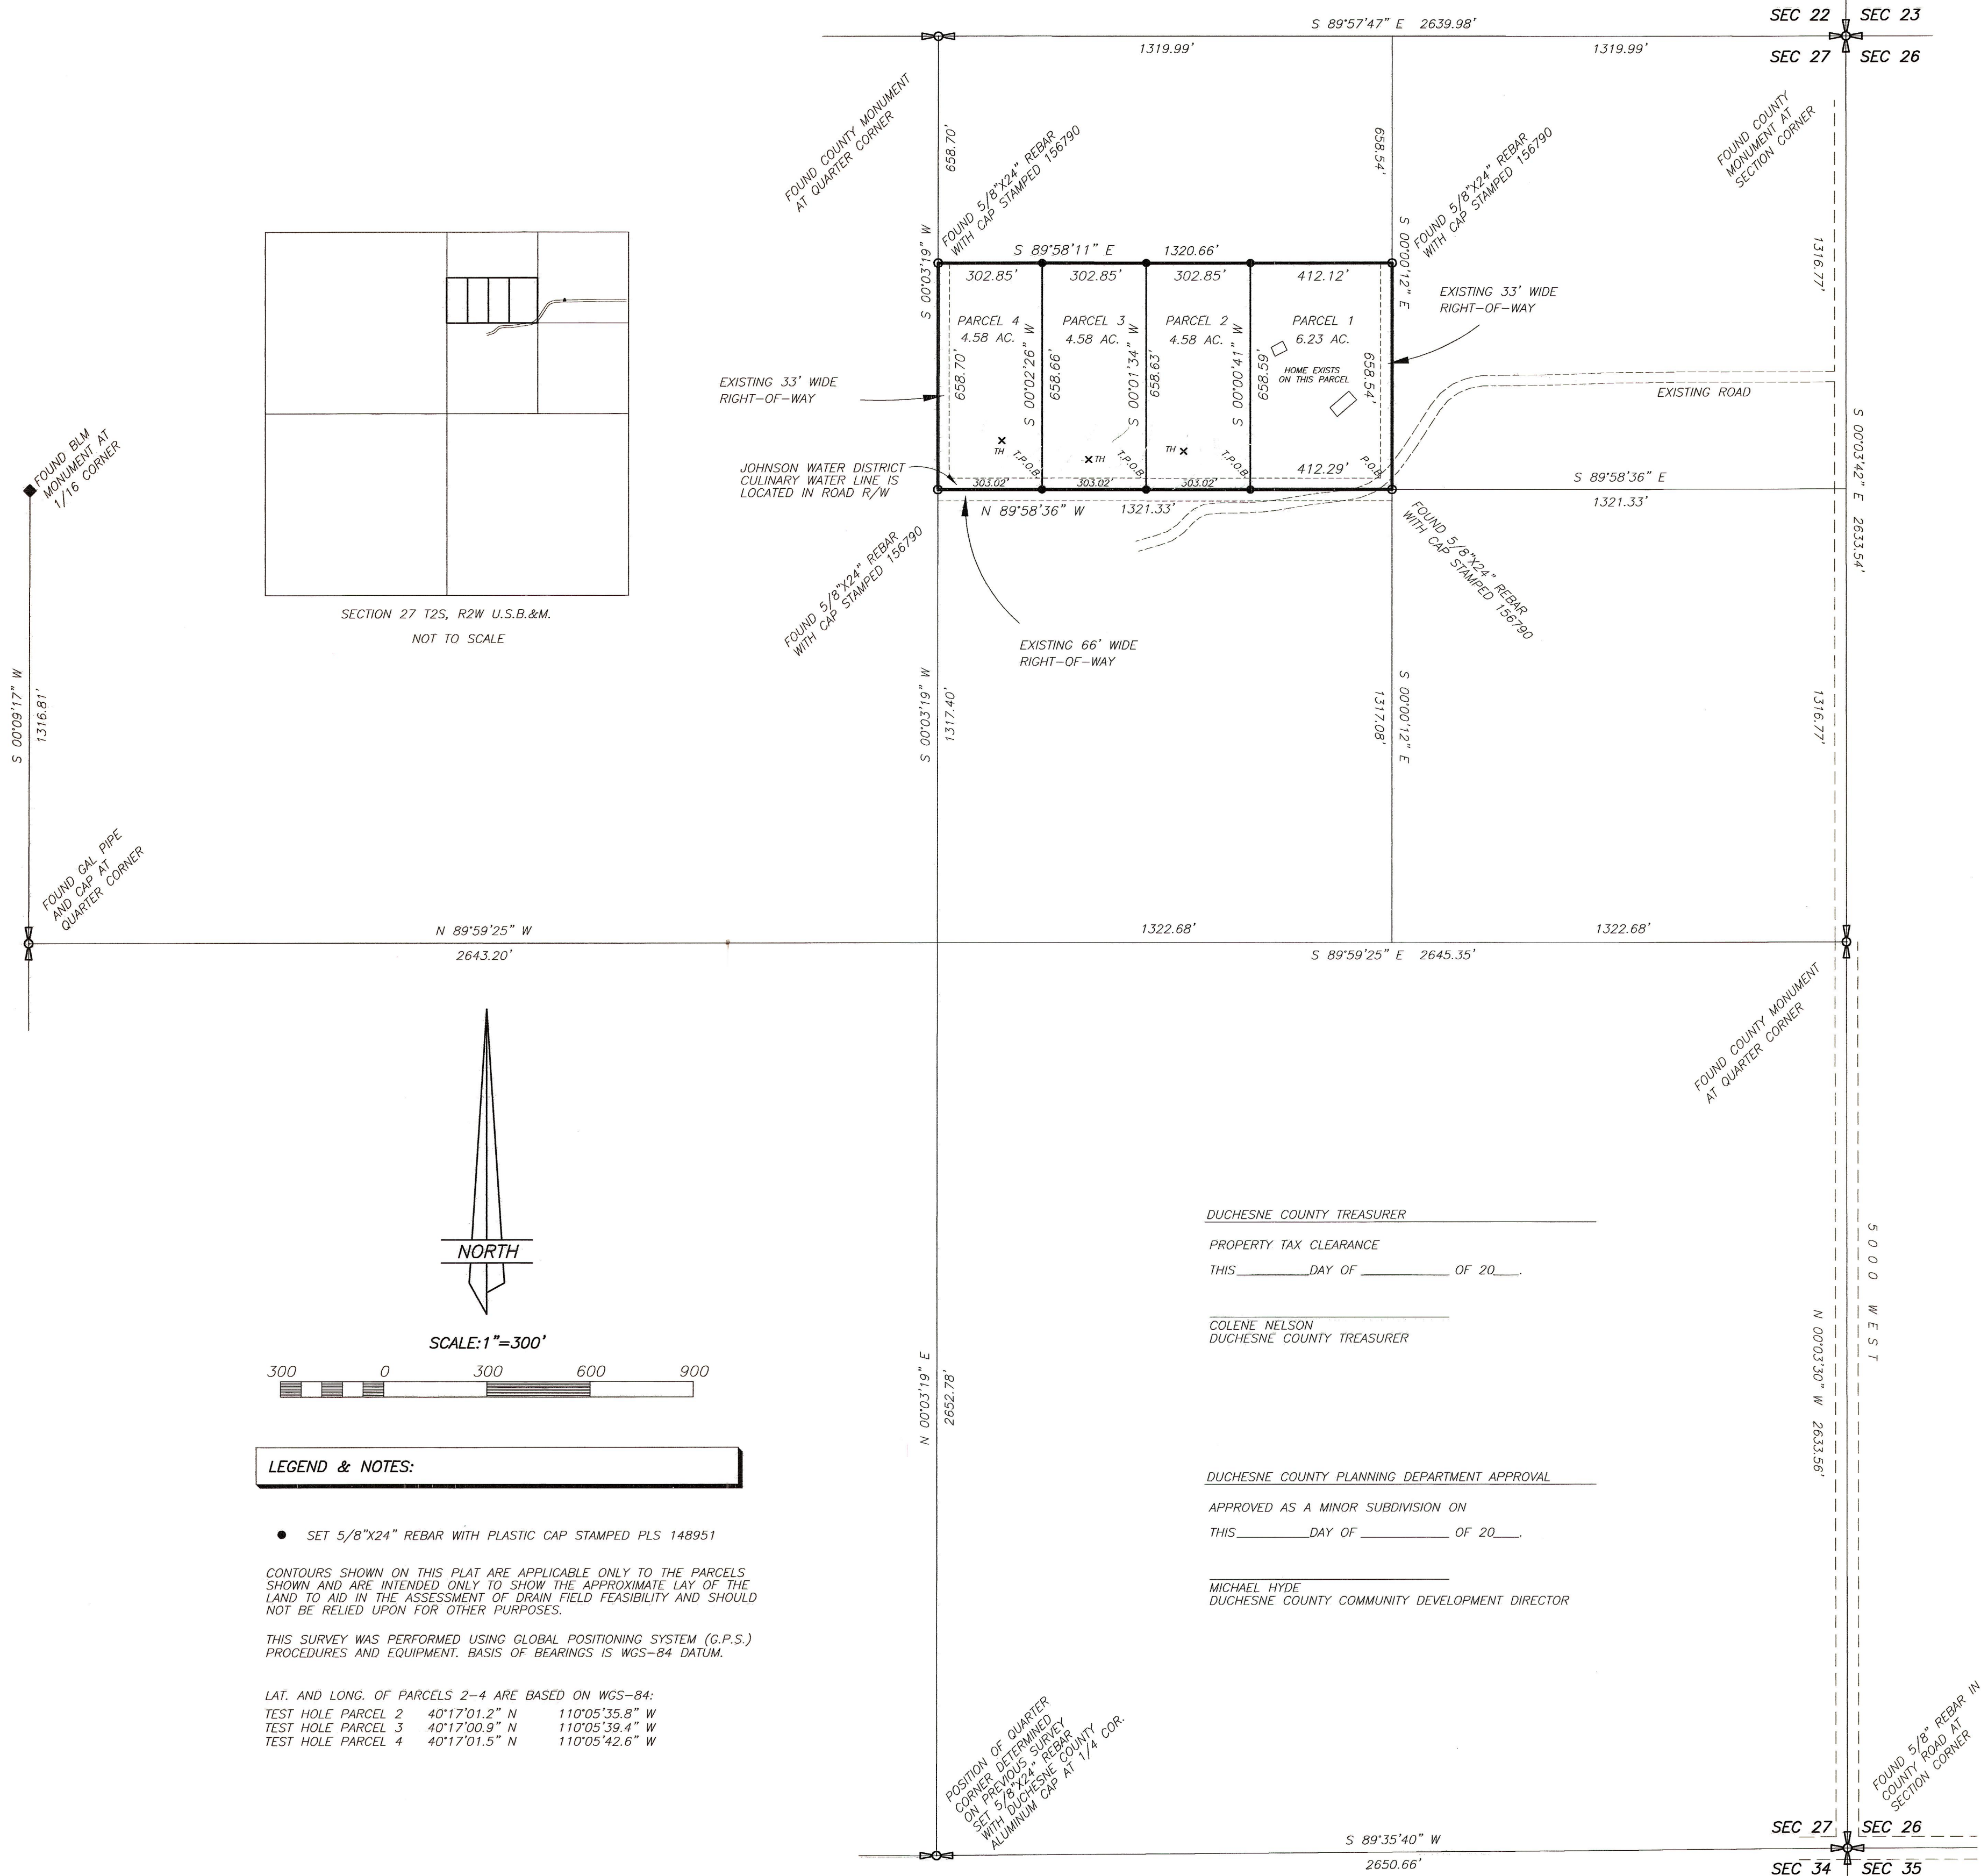 S 89°57'47" E 2639.98'
1319.99'
1319.99'
SEC 22
SEC 23
SEC 27
SEC 26
FOUND COUNTY MONUMENT
AT QUARTER CORNER
658.70'
FOUND 5/8"X24" REBAR
WITH CAP STAMPED 156790
658.54'
FOUND 5/8"X24" REBAR
WITH CAP STAMPED 156790
FOUND COUNTY
MONUMENT AT
SECTION CORNER
S 00°03'19" W
S 89°58'11" E 1320.66'
S 00°00'12" E
1316.77'
302.85'
302.85'
302.85'
412.12'
EXISTING 33' WIDE
RIGHT-OF-WAY
PARCEL 4
4.58 AC.
PARCEL 3
4.58 AC.
PARCEL 2
4.58 AC.
PARCEL 1
6.23 AC.
HOME EXISTS
ON THIS PARCEL
658.70'
S 00°02'26" W
658.66'
S 00°01'34" W
658.63'
S 00°00'41" W
658.59'
658.54'
EXISTING 33' WIDE
RIGHT-OF-WAY
EXISTING ROAD
TH
TH
TH
T.P.O.B.
T.P.O.B.
T.P.O.B.
P.O.B.
JOHNSON WATER DISTRICT
CULINARY WATER LINE IS
LOCATED IN ROAD R/W
303.02'
303.02'
303.02'
412.29'
N 89°58'36" W 1321.33'
S 89°58'36" E
1321.33'
S 00°03'42" E 2633.54'
FOUND BLM
MONUMENT AT
1/16 CORNER
FOUND 5/8"X24" REBAR
WITH CAP STAMPED 156790
FOUND 5/8"X24" REBAR
WITH CAP STAMPED 156790
SECTION 27 T2S, R2W U.S.B.&M.
NOT TO SCALE
EXISTING 66' WIDE
RIGHT-OF-WAY
S 00°09'17" W
1316.81'
S 00°03'19" W
1317.40'
1317.08'
S 00°00'12" E
1316.77'
FOUND GAL PIPE
AND CAP AT
QUARTER CORNER
N 89°59'25" W
2643.20'
1322.68'
1322.68'
S 89°59'25" E 2645.35'
FOUND COUNTY MONUMENT
AT QUARTER CORNER
NORTH
SCALE:1"=300'
300 0 300 600 900
DUCHESNE COUNTY TREASURER
PROPERTY TAX CLEARANCE
THIS DAY OF OF 20 .
COLENE NELSON
DUCHESNE COUNTY TREASURER
5000 WEST
N 00°03'19" E
2652.78'
N 00°03'30" W 2633.56'
LEGEND & NOTES:
SET 5/8"X24" REBAR WITH PLASTIC CAP STAMPED PLS 148951
CONTOURS SHOWN ON THIS PLAT ARE APPLICABLE ONLY TO THE PARCELS
SHOWN AND ARE INTENDED ONLY TO SHOW THE APPROXIMATE LAY OF THE
LAND TO AID IN THE ASSESSMENT OF DRAIN FIELD FEASIBILITY AND SHOULD
NOT BE RELIED UPON FOR OTHER PURPOSES.
THIS SURVEY WAS PERFORMED USING GLOBAL POSITIONING SYSTEM (G.P.S.)
PROCEDURES AND EQUIPMENT. BASIS OF BEARINGS IS WGS-84 DATUM.
LAT. AND LONG. OF PARCELS 2-4 ARE BASED ON WGS-84:
TEST HOLE PARCEL 2 40°17'01.2" N 110°05'35.8" W
TEST HOLE PARCEL 3 40°17'00.9" N 110°05'39.4" W
TEST HOLE PARCEL 4 40°17'01.5" N 110°05'42.6" W
DUCHESNE COUNTY PLANNING DEPARTMENT APPROVAL
APPROVED AS A MINOR SUBDIVISION ON
THIS DAY OF OF 20 .
MICHAEL HYDE
DUCHESNE COUNTY COMMUNITY DEVELOPMENT DIRECTOR
POSITION OF QUARTER
CORNER DETERMINED
ON PREVIOUS SURVEY
SET 5/8"X24" REBAR
WITH DUCHESNE COUNTY
ALUMINUM CAP AT 1/4 COR.
FOUND 5/8" REBAR IN
COUNTY ROAD AT
SECTION CORNER
S 89°35'40" W
2650.66'
SEC 27
SEC 26
SEC 34
SEC 35